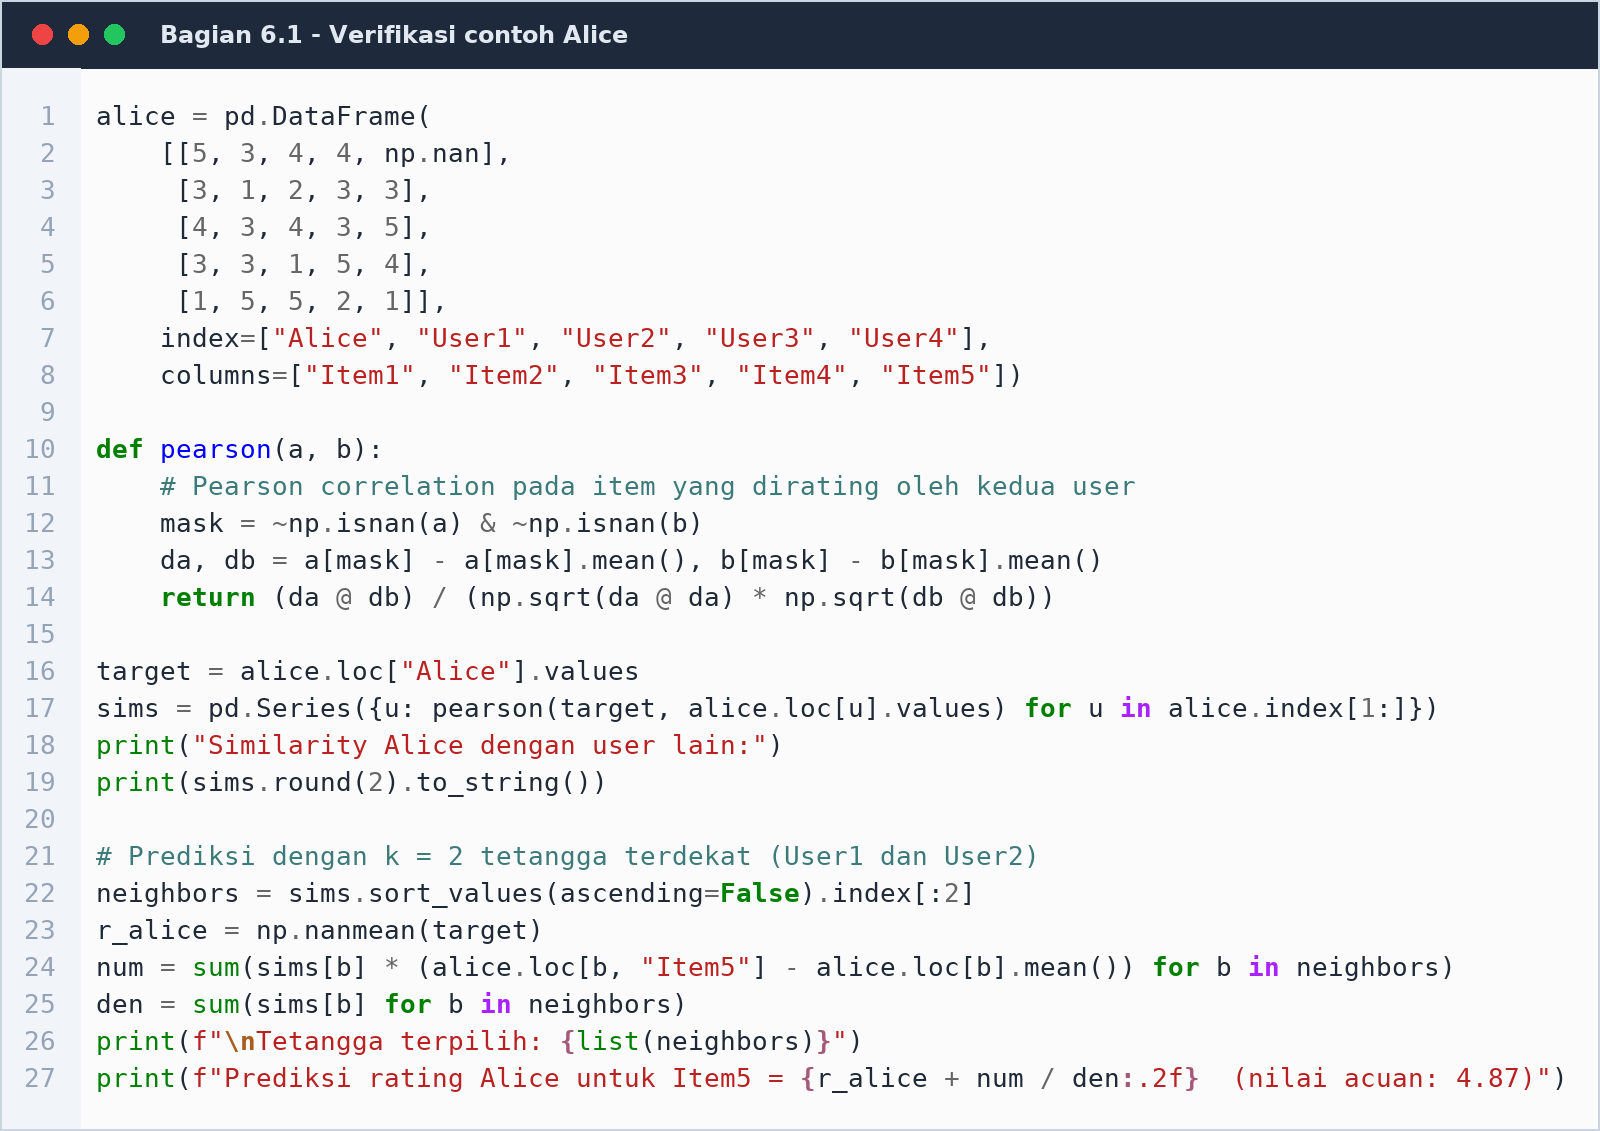 Bagian 6.1 - Verifikasi contoh Alice
1 alice = pd.DataFrame(
2     [[5, 3, 4, 4, np.nan],
3      [3, 1, 2, 3, 3],
4      [4, 3, 4, 3, 5],
5      [3, 3, 1, 5, 4],
6      [1, 5, 5, 2, 1]],
7     index=["Alice", "User1", "User2", "User3", "User4"],
8     columns=["Item1", "Item2", "Item3", "Item4", "Item5"])
9
10 def pearson(a, b):
11     # Pearson correlation pada item yang dirating oleh kedua user
12     mask = ~np.isnan(a) & ~np.isnan(b)
13     da, db = a[mask] - a[mask].mean(), b[mask] - b[mask].mean()
14     return (da @ db) / (np.sqrt(da @ da) * np.sqrt(db @ db))
15
16 target = alice.loc["Alice"].values
17 sims = pd.Series({u: pearson(target, alice.loc[u].values) for u in alice.index[1:]})
18 print("Similarity Alice dengan user lain:")
19 print(sims.round(2).to_string())
20
21 # Prediksi dengan k = 2 tetangga terdekat (User1 dan User2)
22 neighbors = sims.sort_values(ascending=False).index[:2]
23 r_alice = np.nanmean(target)
24 num = sum(sims[b] * (alice.loc[b, "Item5"] - alice.loc[b].mean()) for b in neighbors)
25 den = sum(sims[b] for b in neighbors)
26 print(f"\nTetangga terpilih: {list(neighbors)}")
27 print(f"Prediksi rating Alice untuk Item5 = {r_alice + num / den:.2f}  (nilai acuan: 4.87)")